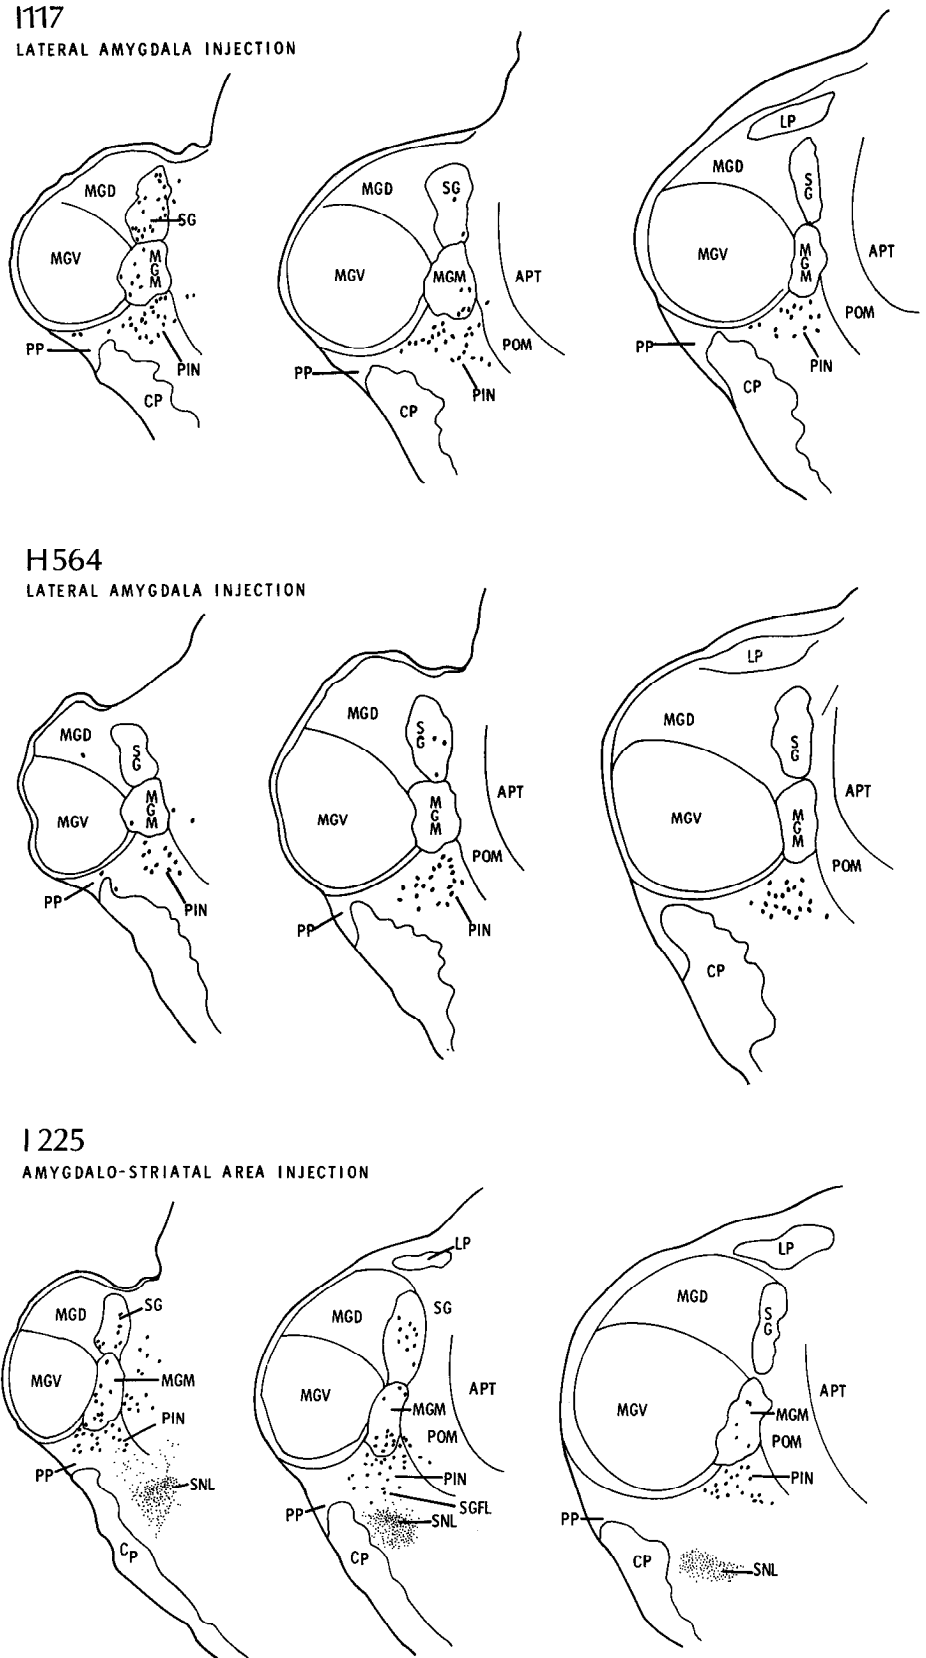 I117
LATERAL AMYGDALA INJECTION
MGD
SG
MGV
MGM
PP
PIN
CP
MGD
SG
MGV
MGM
APT
POM
PP
PIN
CP
LP
MGD
SG
MGV
MGM
APT
POM
PP
PIN
CP
H564
LATERAL AMYGDALA INJECTION
MGD
SG
MGV
MGM
PP
PIN
MGD
SG
MGV
MGM
APT
POM
PP
PIN
LP
MGD
SG
MGV
MGM
APT
POM
CP
I225
AMYGDALO-STRIATAL AREA INJECTION
MGD
SG
MGV
MGM
PIN
PP
SNL
CP
LP
MGD
SG
MGV
MGM
APT
POM
PIN
SGFL
PP
SNL
CP
LP
MGD
SG
MGV
MGM
APT
POM
PIN
PP
CP
SNL